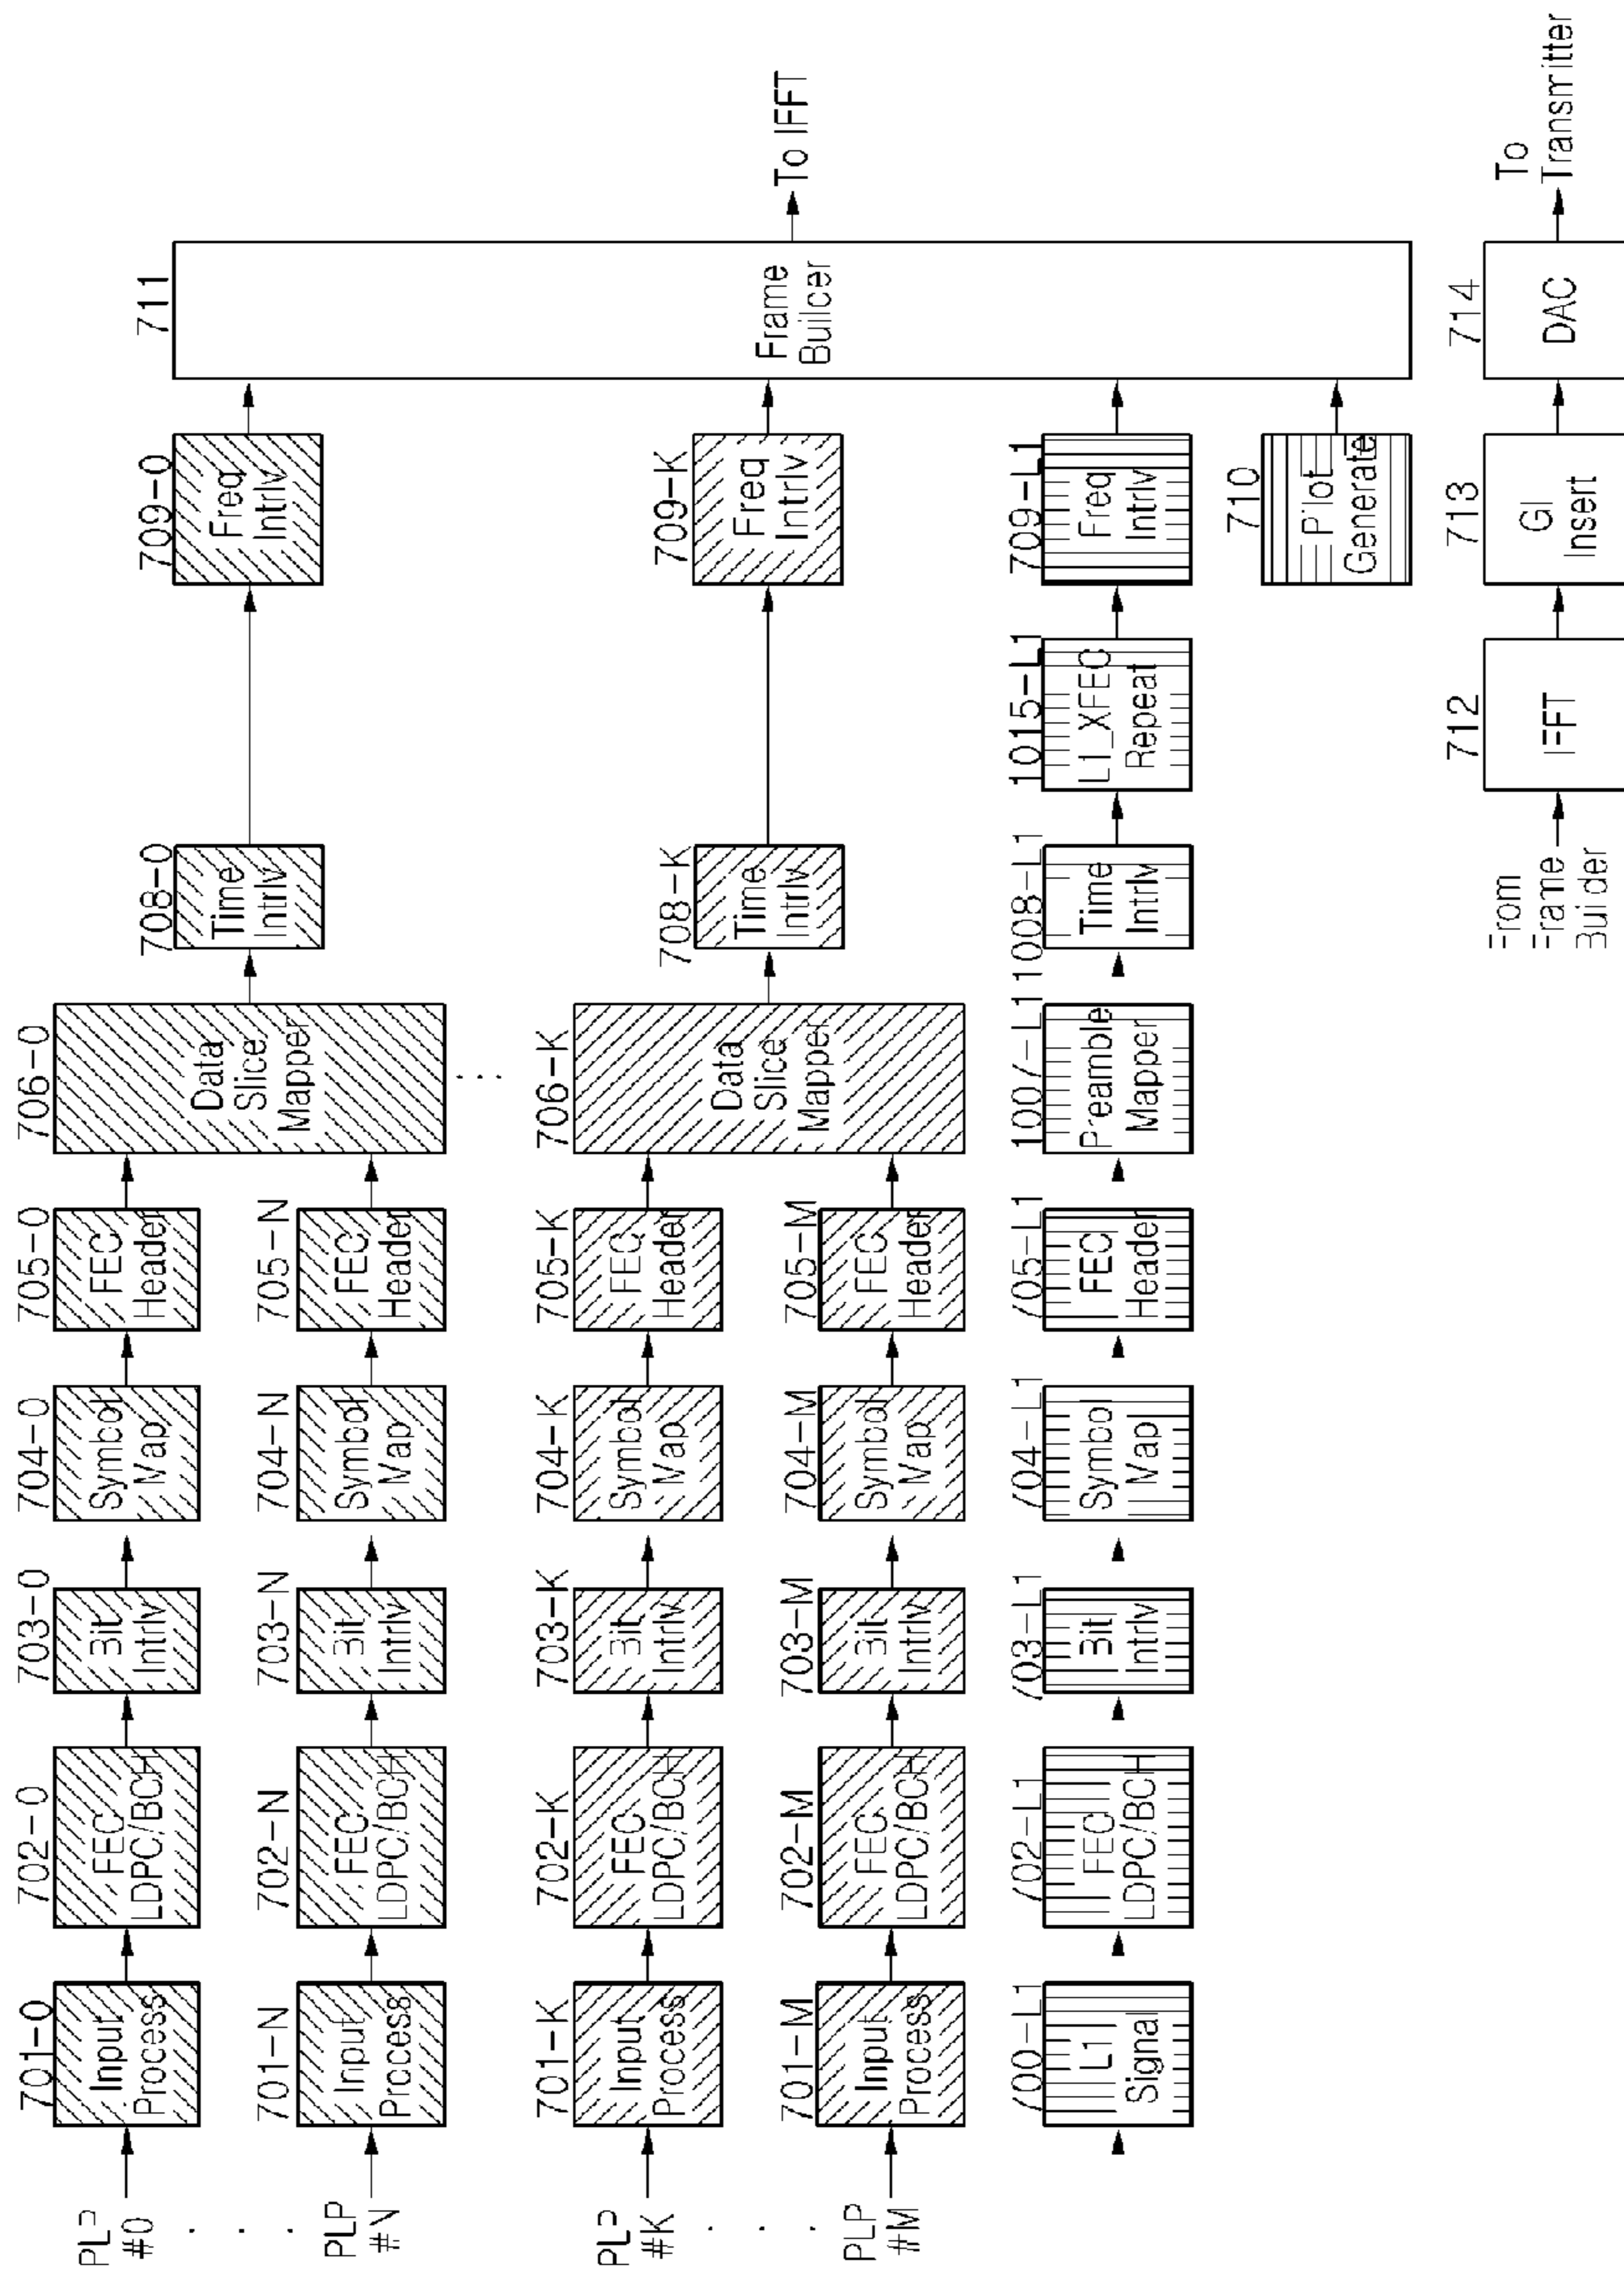 PLP
#0
701-0
Input
Process
702-0
FEC
LDPC/BCH
703-0
Bit
Intrlv
704-0
Symbol
Map
705-0
FEC
Header
706-0
Data
Slice
Mapper
708-0
Time
Intrlv
709-0
Freq
Intrlv
711
Frame
Builcer
To IFFT
. . .
PLP
#N
701-N
Input
Process
702-N
FEC
LDPC/BCH
703-N
Bit
Intrlv
704-N
Symbol
Map
705-N
FEC
Header
. . .
PLP
#K
701-K
Input
Process
702-K
FEC
LDPC/BCH
703-K
Bit
Intrlv
704-K
Symbol
Map
705-K
FEC
Header
706-K
Data
Slice
Mapper
708-K
Time
Intrlv
709-K
Freq
Intrlv
. . .
PLP
#M
701-M
Input
Process
702-M
FEC
LDPC/BCH
703-M
Bit
Intrlv
704-M
Symbol
Map
705-M
FEC
Header
700-L1
L1
Signal
702-L1
FEC
LDPC/BCH
703-L1
Bit
Intrlv
704-L1
Symbol
Map
705-L1
FEC
Header
1007-L1
Preamble
Mapper
1008-L1
Time
Intrlv
1015-L1
L1_XFEC
Repeat
709-L1
Freq
Intrlv
710
Pilot
Generate
From
Frame
Builder
712
IFFT
713
GI
Insert
714
DAC
To
Transmitter